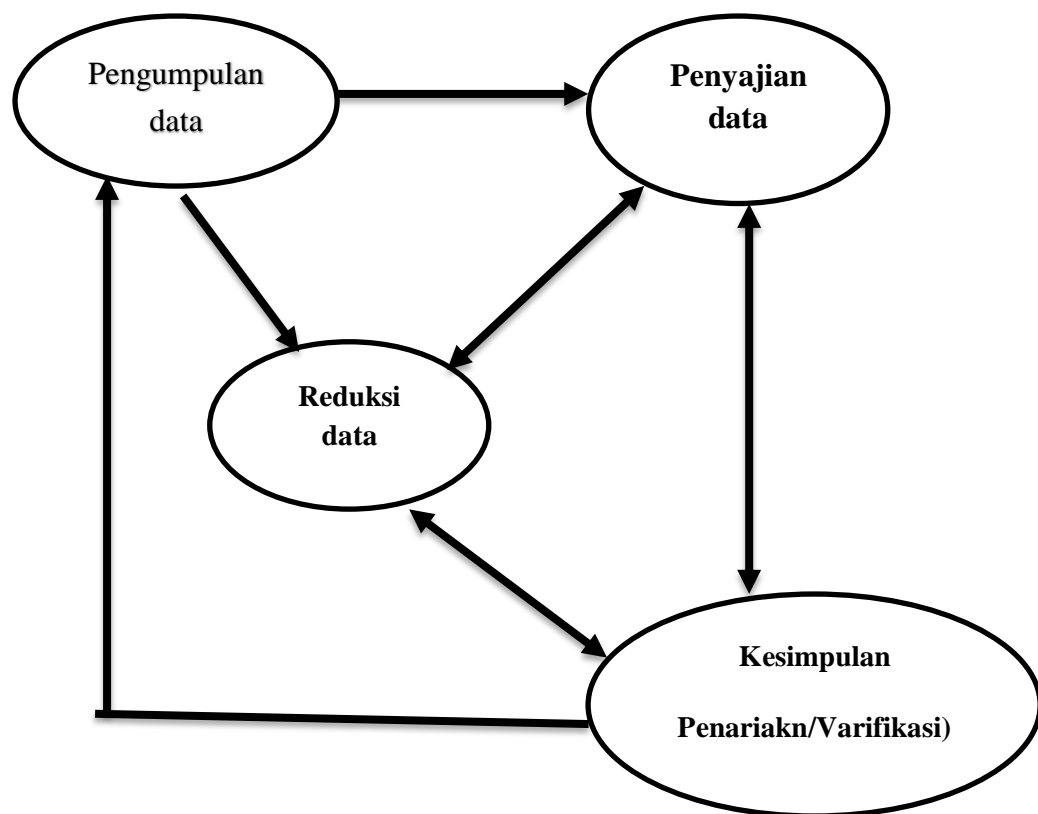 Pengumpulan
data
Penyajian
data
Reduksi
data
Kesimpulan
Penariakn/Varifikasi)